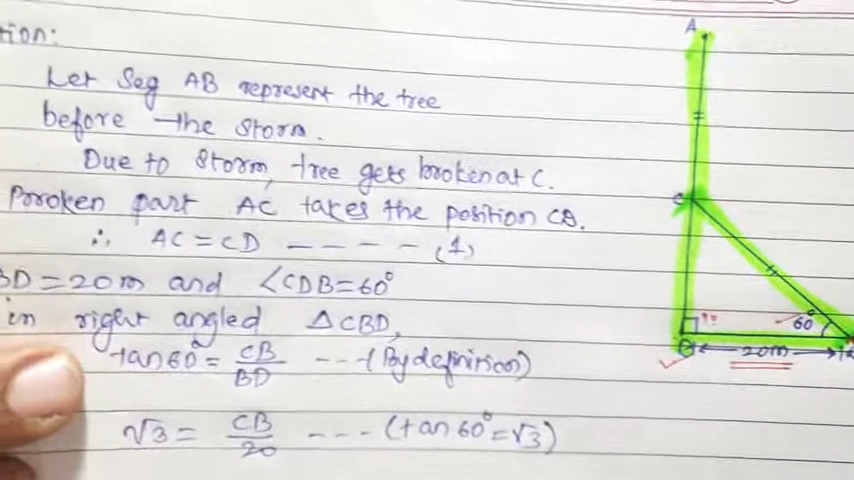 tion:
Let Seg AB represent the tree
before the storm.
Due to storm, tree gets broken at C.
Broken part AC takes the position CD.
∴ AC = CD ---- (1)
BD = 20m and ∠CDB = 60°
in right angled △CBD,
tan 60° = CB/BD --- (By definition)
√3 = CB/20 ---- (tan 60° = √3)
A
C
90
60
B
20m